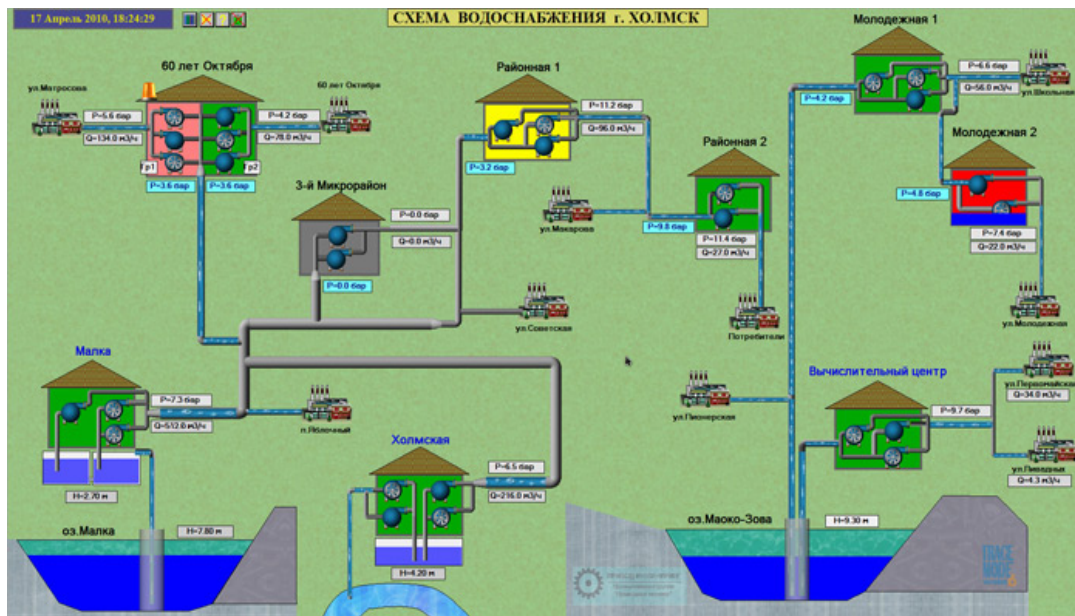 17 Апрель 2010, 18:24:29
СХЕМА ВОДОСНАБЖЕНИЯ г. ХОЛМСК
Молодежная 1
60 лет Октября
Районная 1
ул.Матросова
60 лет Октября
P=5.6 бар
Q=134.0 м3/ч
P=4.2 бар
Q=78.0 м3/ч
Гр1
Гр2
P=3.6 бар
P=3.6 бар
P=11.2 бар
Q=96.0 м3/ч
P=3.2 бар
P=4.2 бар
P=6.6 бар
Q=56.0 м3/ч
ул.Школьная
Районная 2
Молодежная 2
3-й Микрорайон
P=0.0 бар
Q=0.0 м3/ч
P=0.0 бар
ул.Макарова
P=9.8 бар
P=11.4 бар
Q=27.0 м3/ч
P=4.8 бар
P=7.4 бар
Q=22.0 м3/ч
ул.Советская
Потребители
ул.Молодежная
Малка
P=7.3 бар
Q=512.0 м3/ч
п.Яблочный
H=2.70 м
Холмская
P=6.5 бар
Q=216.0 м3/ч
H=4.20 м
ул.Пионерская
Вычислительный центр
P=9.7 бар
ул.Первомайская
Q=34.0 м3/ч
ул.Ливадных
Q=4.3 м3/ч
оз.Малка
H=7.80 м
оз.Маоко-Зова
H=9.30 м
TRACE MODE